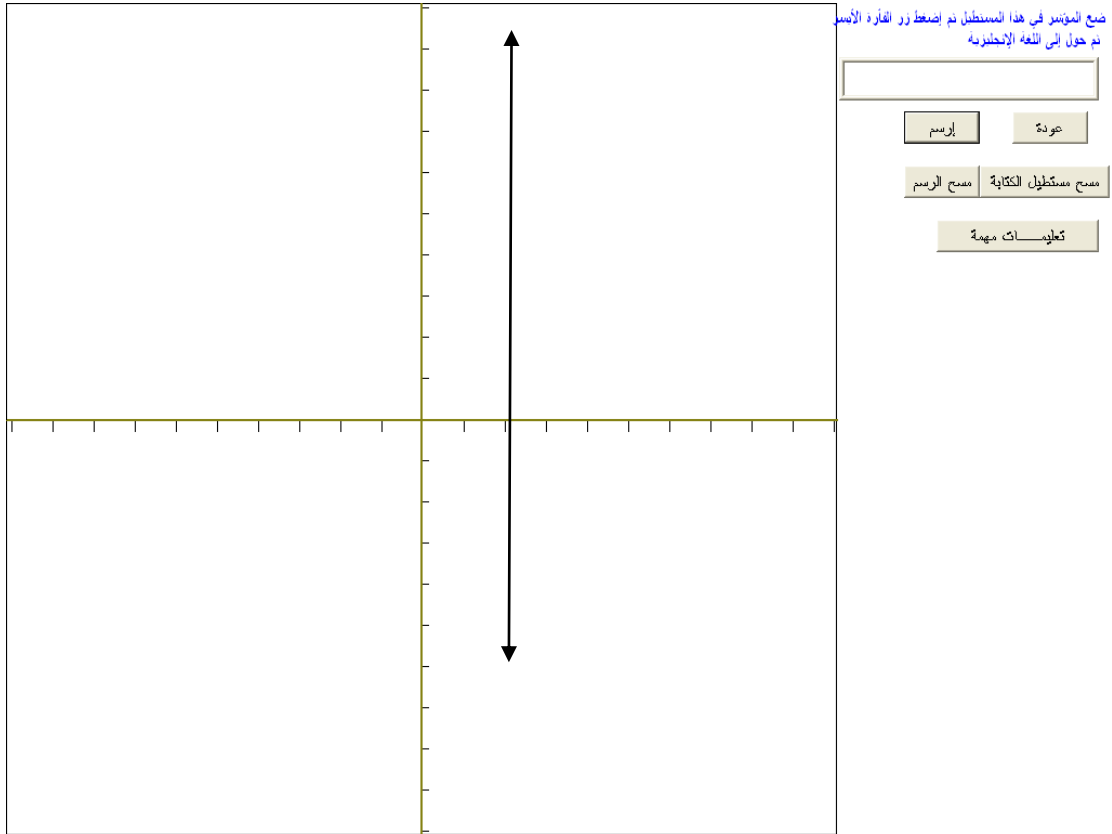 ضع المؤشر في هذا المستطيل ثم إضغط زر الفأرة الأيسر
ثم حول إلى اللغة الإنجليزية
إرسم
عودة
مسح الرسم
مسح مستطيل الكتابة
تعليمـــــات مهمة